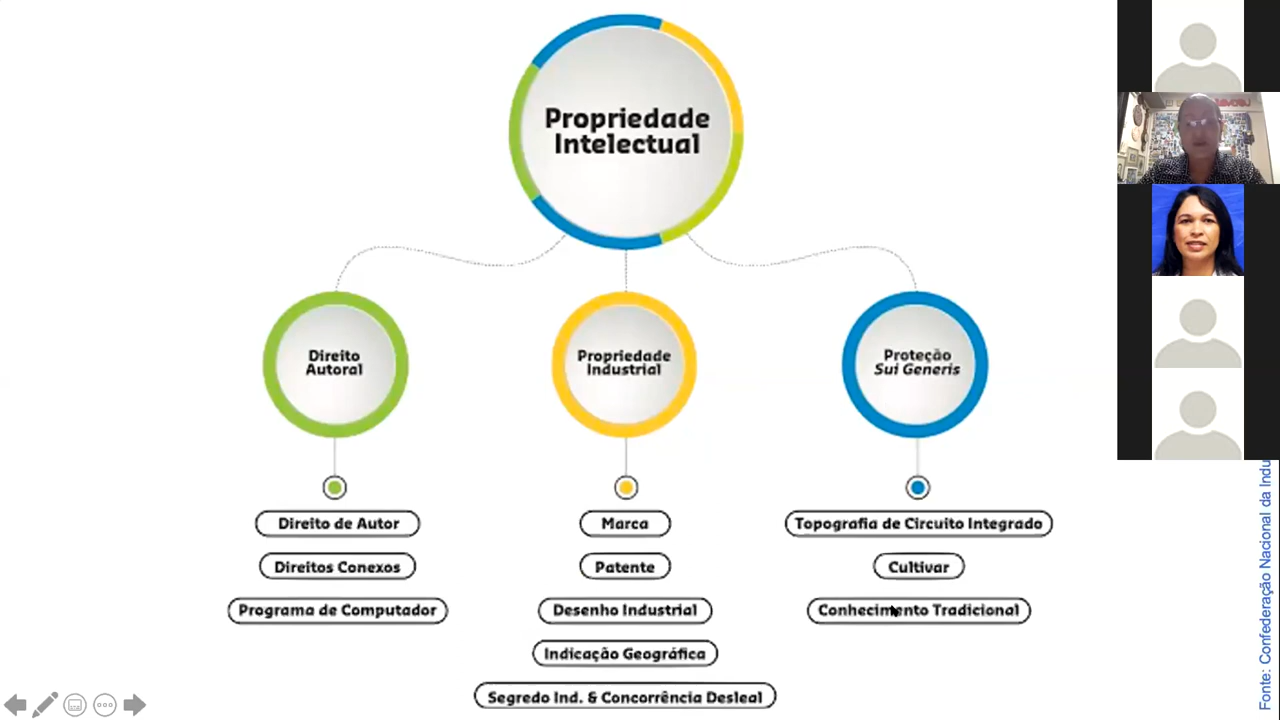 Propriedade
Intelectual
Direito
Autoral
Propriedade
Industrial
Proteção
Sui Generis
Direito de Autor
Direitos Conexos
Programa de Computador
Marca
Patente
Desenho Industrial
Indicação Geográfica
Segredo Ind. & Concorrência Desleal
Topografia de Circuito Integrado
Cultivar
Conhecimento Tradicional
Fonte: Confederação Nacional da Indu